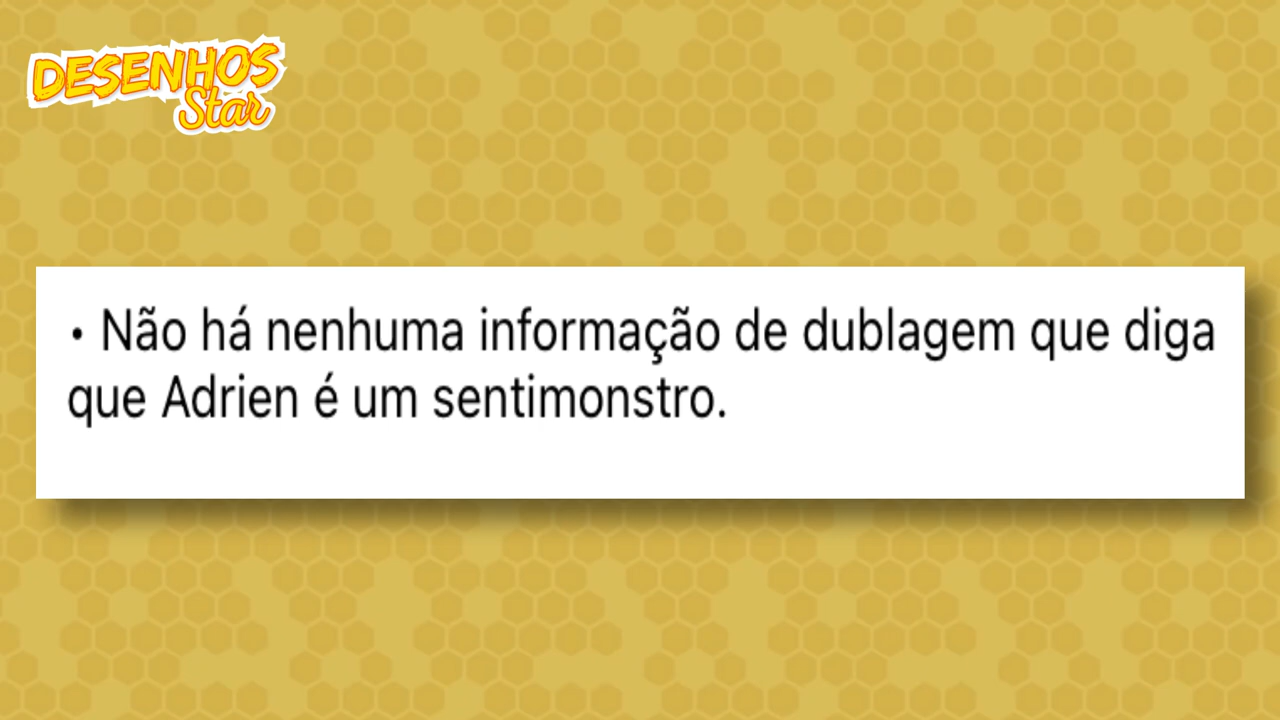 DESENHOS
Star
• Não há nenhuma informação de dublagem que diga
que Adrien é um sentimonstro.